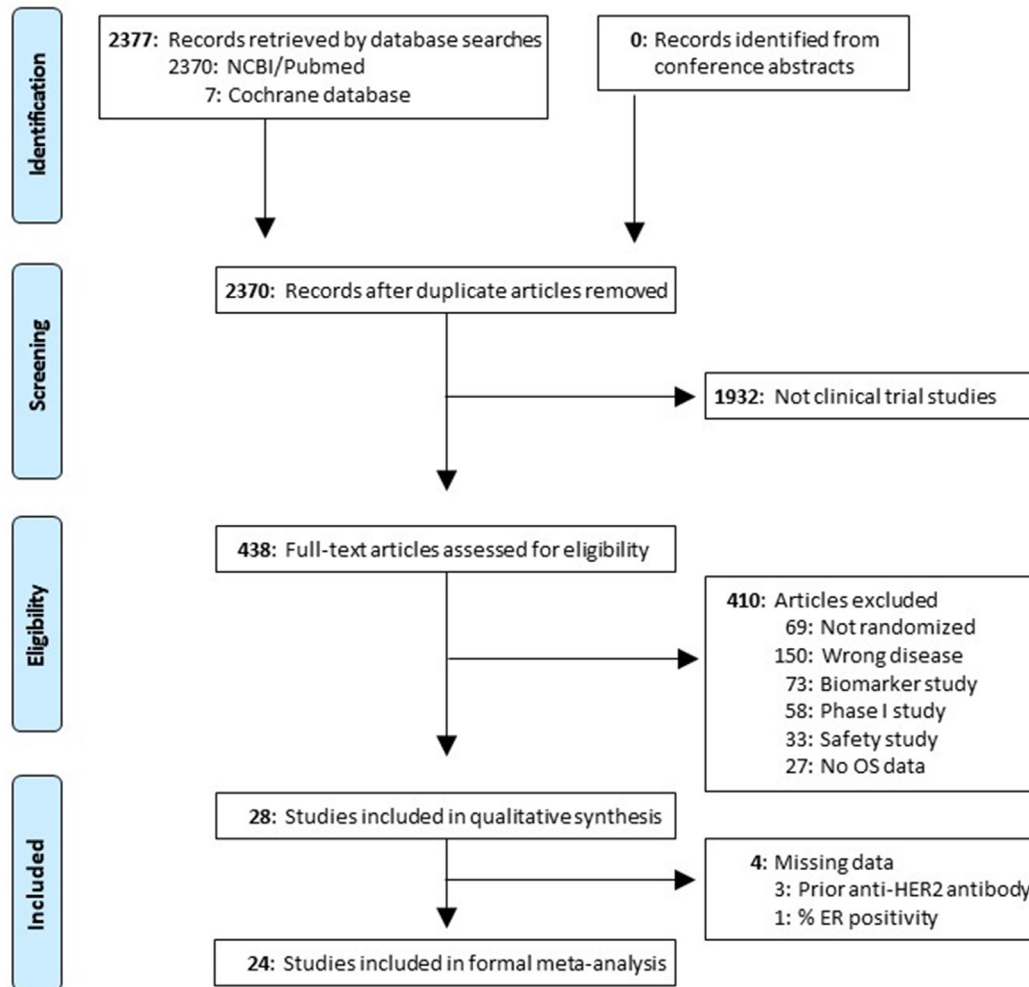 Identification
2377: Records retrieved by database searches
2370: NCBI/Pubmed
7: Cochrane database
0: Records identified from
conference abstracts
Screening
2370: Records after duplicate articles removed
1932: Not clinical trial studies
Eligibility
438: Full-text articles assessed for eligibility
410: Articles excluded
69: Not randomized
150: Wrong disease
73: Biomarker study
58: Phase I study
33: Safety study
27: No OS data
Included
28: Studies included in qualitative synthesis
4: Missing data
3: Prior anti-HER2 antibody
1: % ER positivity
24: Studies included in formal meta-analysis